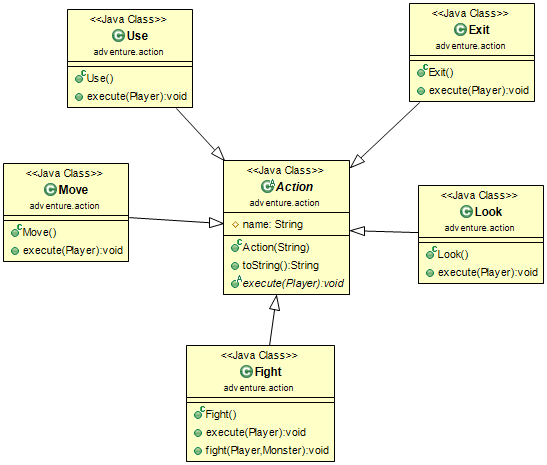 <<Java Class>>
Use
adventure.action
Use()
execute(Player):void
<<Java Class>>
Exit
adventure.action
Exit()
execute(Player):void
<<Java Class>>
Move
adventure.action
Move()
execute(Player):void
<<Java Class>>
Action
adventure.action
name: String
Action(String)
toString():String
execute(Player):void
<<Java Class>>
Look
adventure.action
Look()
execute(Player):void
<<Java Class>>
Fight
adventure.action
Fight()
execute(Player):void
fight(Player,Monster):void